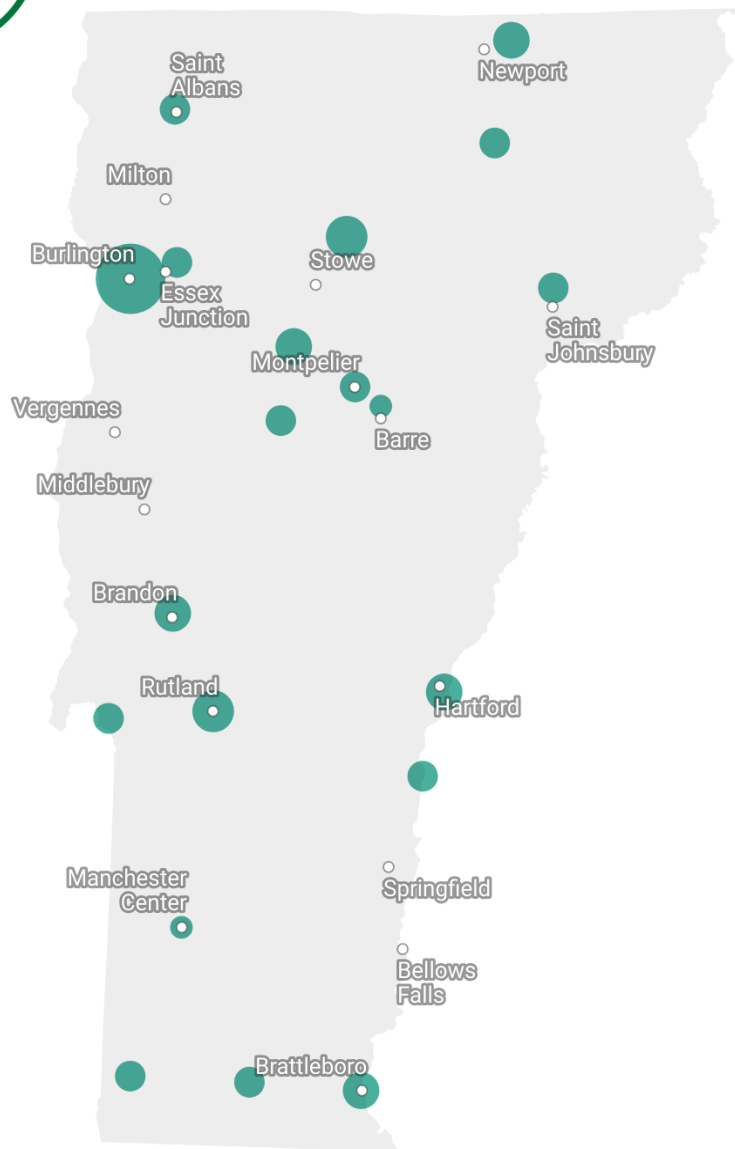 Saint
Albans
Newport
Milton
Burlington
Stowe
Essex
Junction
Saint
Johnsbury
Montpelier
Vergennes
Barre
Middlebury
Brandon
Rutland
Hartford
Manchester
Center
Springfield
Bellows
Falls
Brattleboro